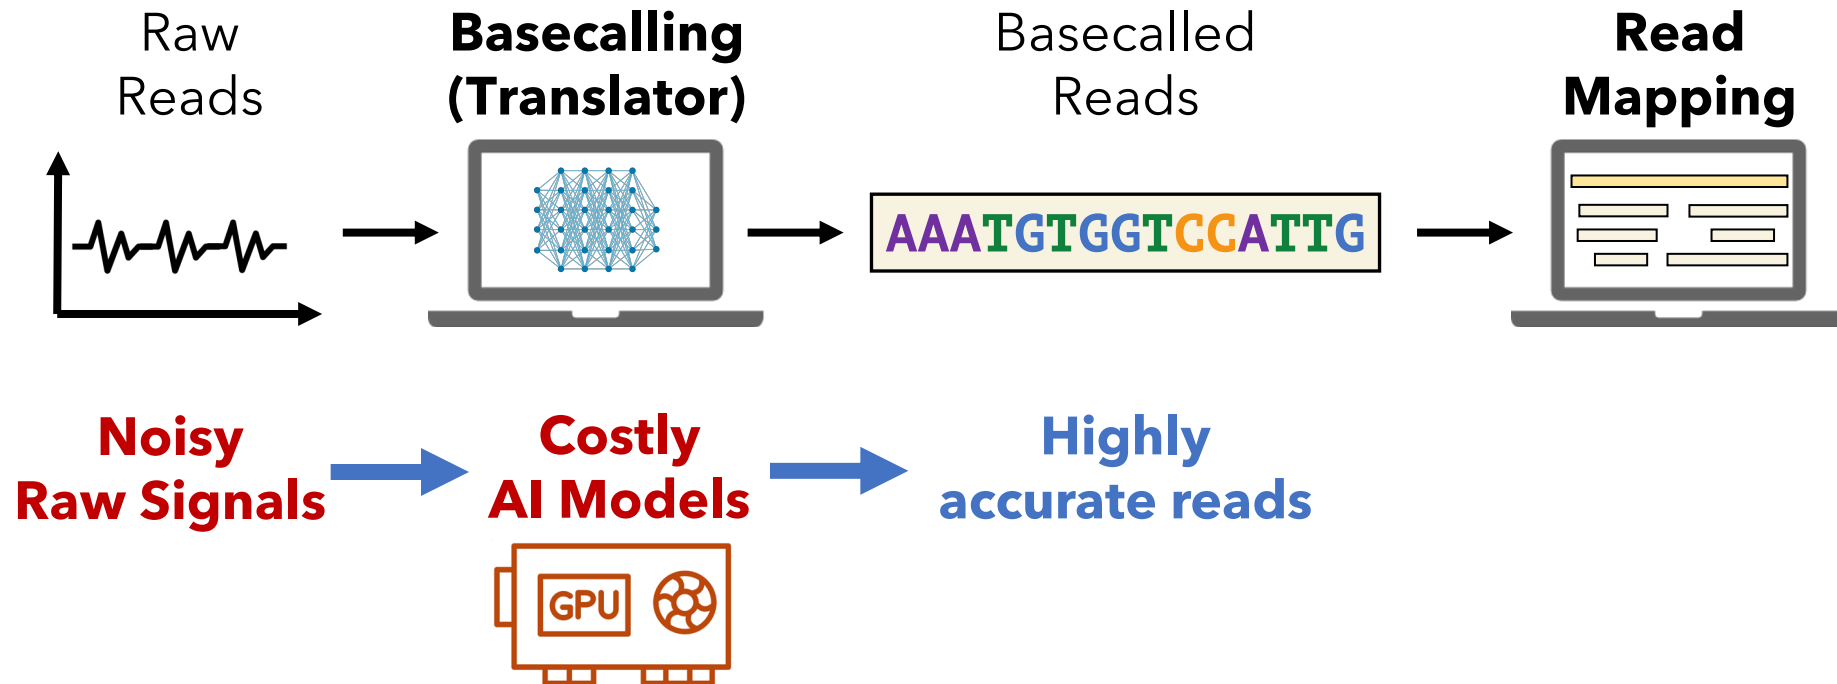 Raw
Reads
Basecalling
(Translator)
Basecalled
Reads
Read
Mapping
AAATGTGGTCCATTG
Noisy
Raw Signals
Costly
AI Models
Highly
accurate reads
GPU